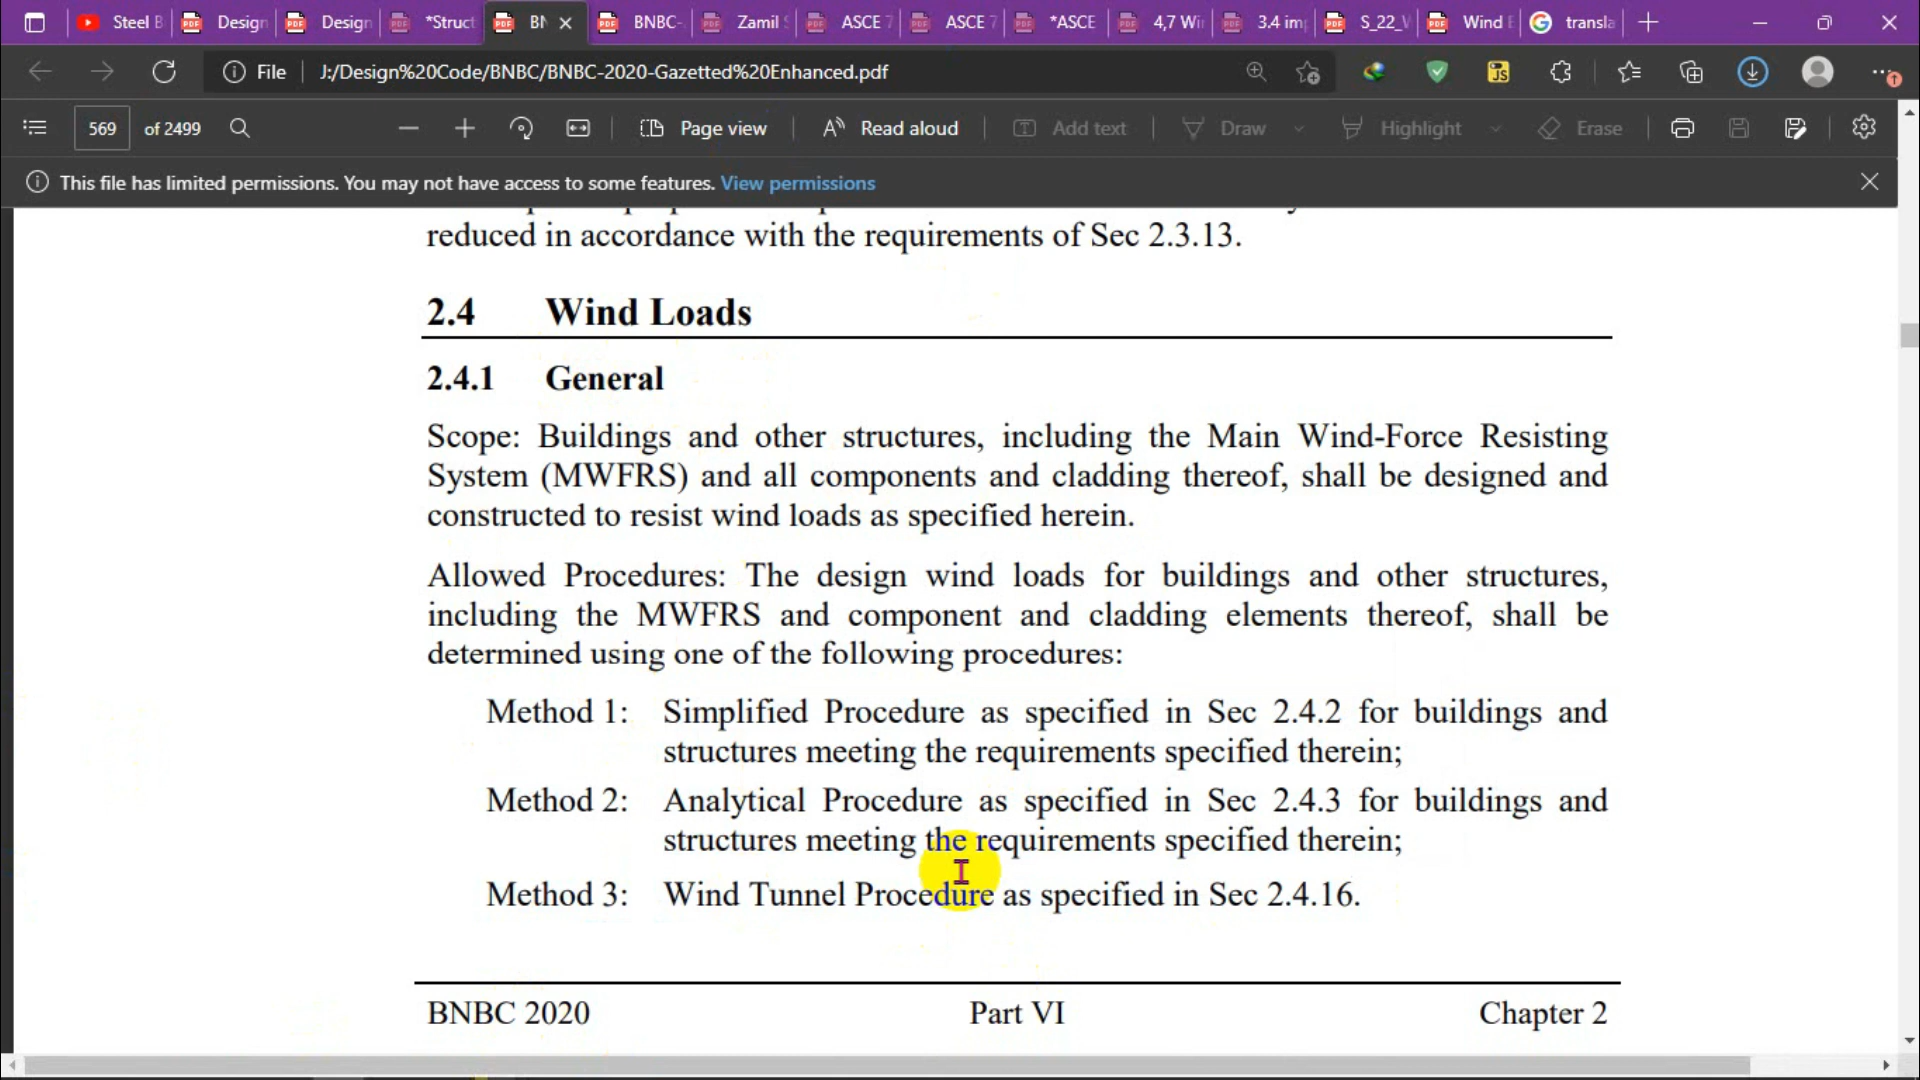 Steel B
Design
Design
*Struct
BN
BNBC-
Zamil
ASCE 7
ASCE 7
*ASCE
4,7 Wi
3.4 im
S_22_V
Wind
transla
File
J:/Design%20Code/BNBC/BNBC-2020-Gazetted%20Enhanced.pdf
JS
569 of 2499
Page view
Read aloud
Add text
Draw
Highlight
Erase
This file has limited permissions. You may not have access to some features. View permissions
reduced in accordance with the requirements of Sec 2.3.13.
2.4 Wind Loads
2.4.1 General
Scope: Buildings and other structures, including the Main Wind-Force Resisting
System (MWFRS) and all components and cladding thereof, shall be designed and
constructed to resist wind loads as specified herein.
Allowed Procedures: The design wind loads for buildings and other structures,
including the MWFRS and component and cladding elements thereof, shall be
determined using one of the following procedures:
Method 1: Simplified Procedure as specified in Sec 2.4.2 for buildings and
structures meeting the requirements specified therein;
Method 2: Analytical Procedure as specified in Sec 2.4.3 for buildings and
structures meeting the requirements specified therein;
Method 3: Wind Tunnel Procedure as specified in Sec 2.4.16.
BNBC 2020 Part VI Chapter 2